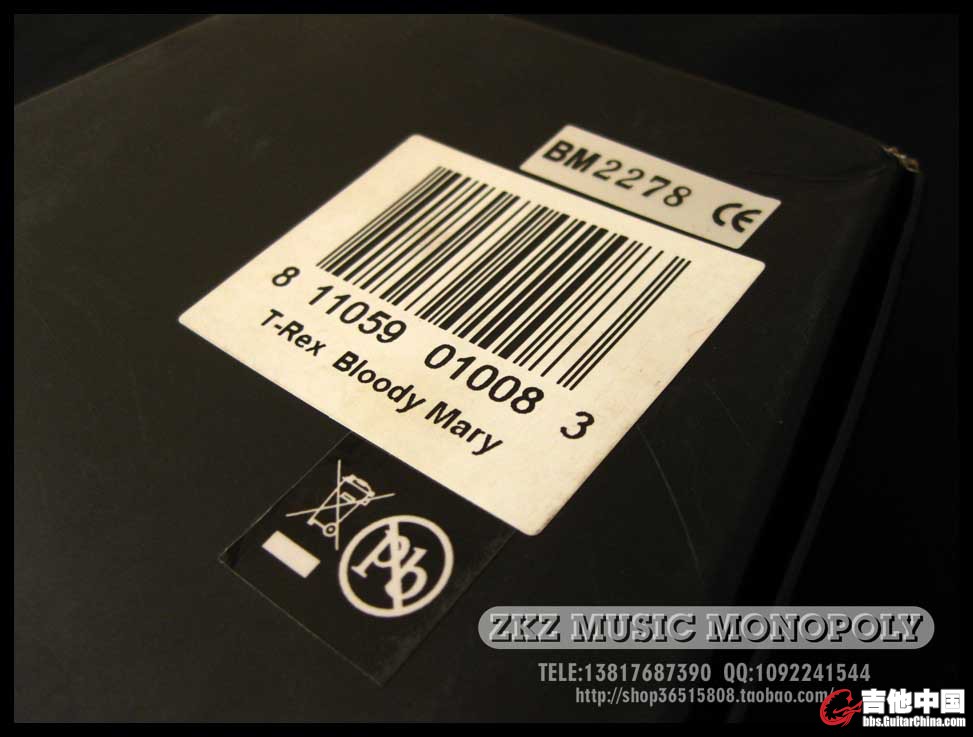 BM2278 CE
8 11059 01008 3
T-Rex Bloody Mary
Pb
ZKZ MUSIC MONOPOLY
TELE:13817687390 QQ:1092241544
http://shop36515808.taobao.com/
吉他中国
bbs.GuitarChina.com